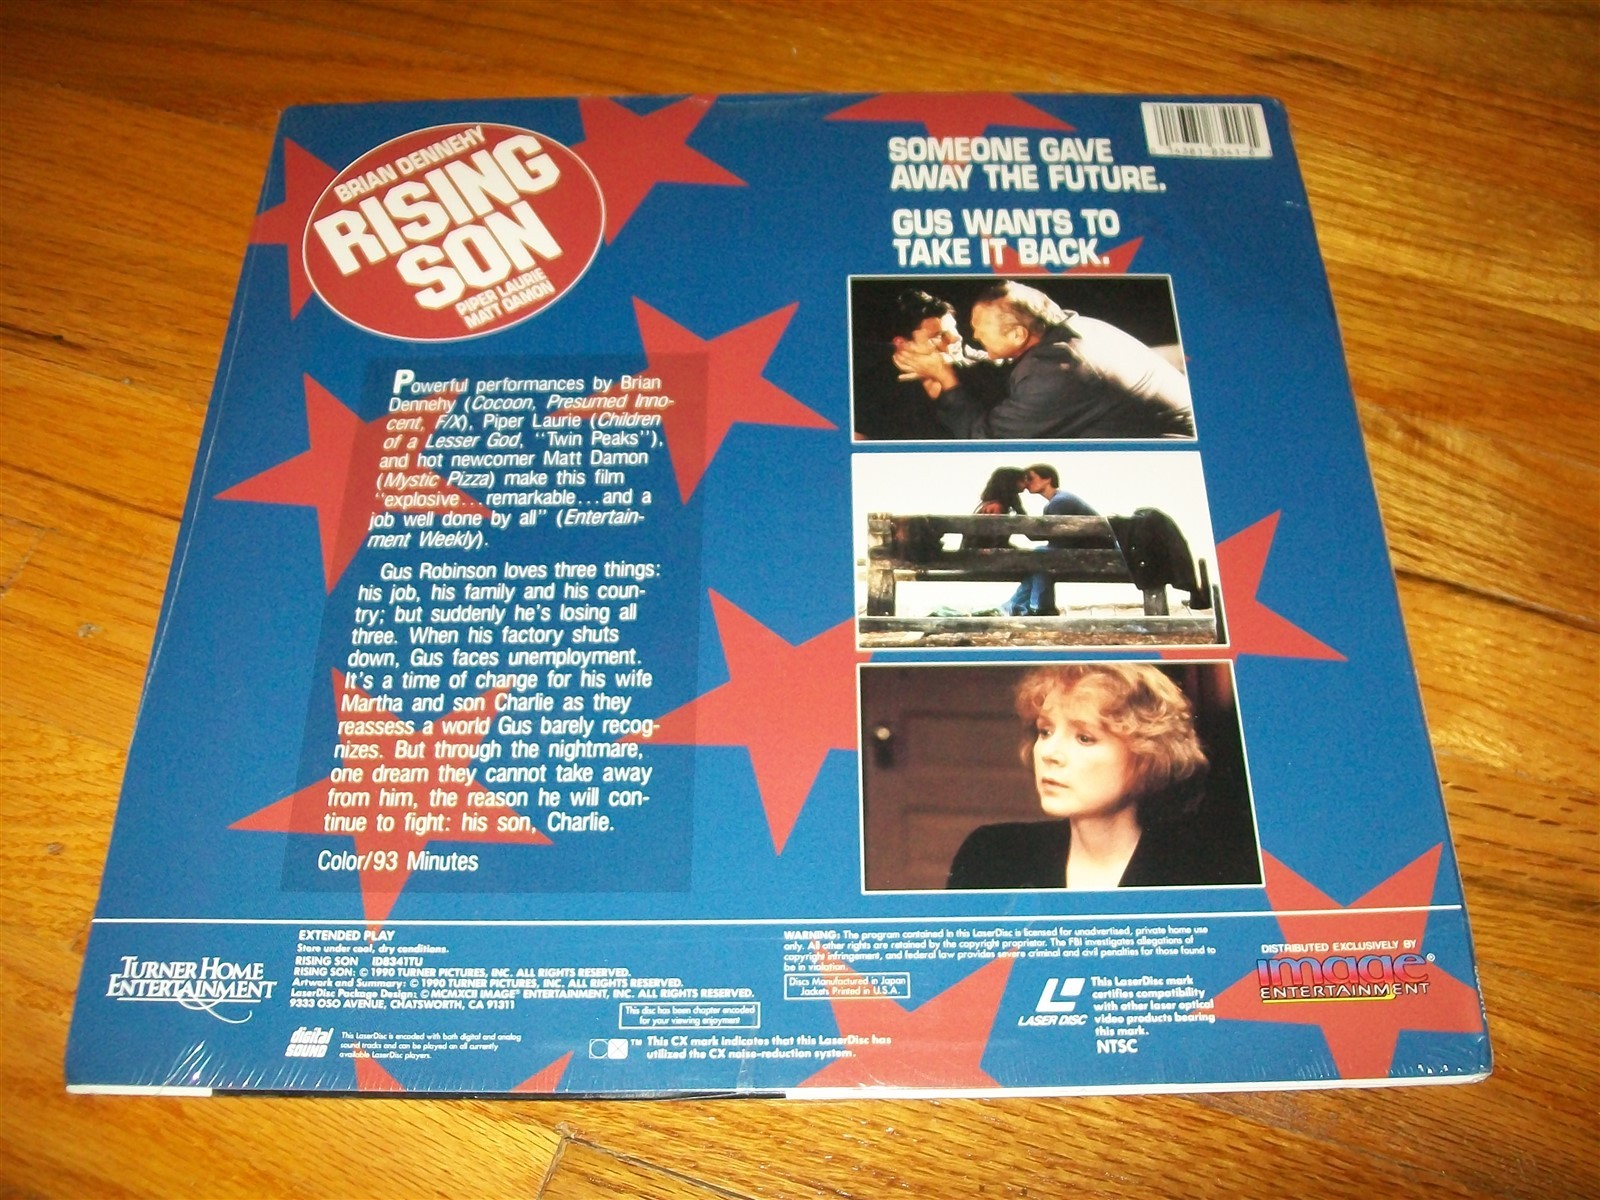 BRIAN DENNEHY
RISING
SON
PIPER LAURIE
MATT DAMON
SOMEONE GAVE
AWAY THE FUTURE.
GUS WANTS TO
TAKE IT BACK.
Powerful performances by Brian
Dennehy (Cocoon, Presumed Inno-
cent, F/X), Piper Laurie (Children
of a Lesser God, "Twin Peaks"),
and hot newcomer Matt Damon
(Mystic Pizza) make this film
"explosive...remarkable...and a
job well done by all" (Entertain-
ment Weekly).
Gus Robinson loves three things:
his job, his family and his coun-
try; but suddenly he's losing all
three. When his factory shuts
down, Gus faces unemployment.
It's a time of change for his wife
Martha and son Charlie as they
reassess a world Gus barely recog-
nizes. But through the nightmare,
one dream they cannot take away
from him, the reason he will con-
tinue to fight: his son, Charlie.
Color/93 Minutes
TURNER HOME
ENTERTAINMENT
EXTENDED PLAY
Store under cool, dry conditions.
RISING SON ID8341TU
RISING SON: © 1990 TURNER PICTURES, INC. ALL RIGHTS RESERVED.
Artwork and Summary: © 1990 TURNER PICTURES, INC. ALL RIGHTS RESERVED.
LaserDisc Package Design: © MCMXCII IMAGE ENTERTAINMENT, INC. ALL RIGHTS RESERVED.
9333 OSO AVENUE, CHATSWORTH, CA 91311
This disc has been chapter encoded
for your viewing enjoyment
digital
SOUND
This LaserDisc is encoded with both digital and analog
sound tracks and can be played on all currently
available LaserDisc players.
CX ™ This CX mark indicates that this LaserDisc has
utilized the CX noise-reduction system.
WARNING: The program contained in this LaserDisc is licensed for unadvertised, private home use
only. All other rights are retained by the copyright proprietor. The FBI investigates allegations of
copyright infringement, and federal law provides severe criminal and civil penalties for those found to
be in violation.
Discs Manufactured in Japan
Jackets Printed in U.S.A.
LASER DISC
This LaserDisc mark
certifies compatibility
with other laser optical
video products bearing
this mark.
NTSC
DISTRIBUTED EXCLUSIVELY BY
image®
ENTERTAINMENT